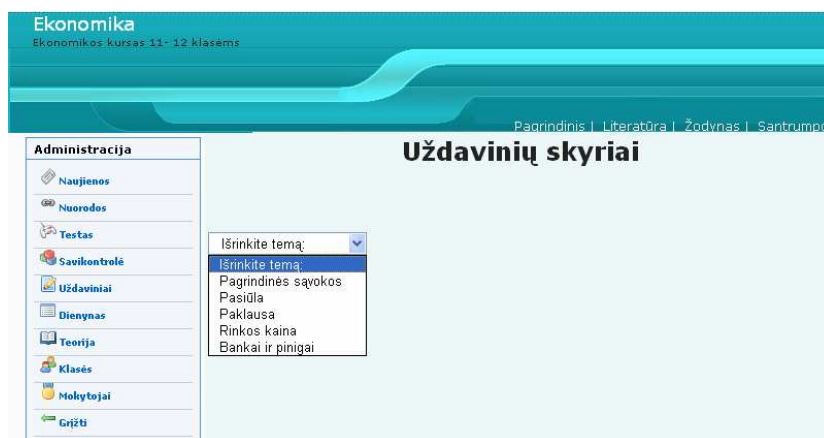 Ekonomika
Ekonomikos kursas 11- 12 klasėms
Pagrindinis | Literatūra | Žodynas | Santrumpo
Administracija
Uždavinių skyriai
Naujienos
Nuorodos
Testas
Savikontrolė
Uždaviniai
Dienynas
Teorija
Klasės
Mokytojai
Grįžti
Išrinkite temą:
Išrinkite temą:
Pagrindinės sąvokos
Pasiūla
Paklausa
Rinkos kaina
Bankai ir pinigai